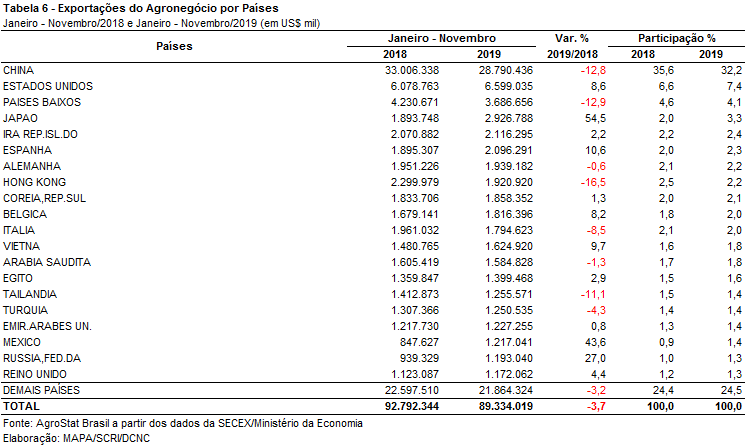 Tabela 6 - Exportações do Agronegócio por Países
Janeiro - Novembro/2018 e Janeiro - Novembro/2019 (em US$ mil)
Países Janeiro - Novembro Var. % Participação %
2018 2019 2019/2018 2018 2019
CHINA 33.006.338 28.790.436 -12,8 35,6 32,2
ESTADOS UNIDOS 6.078.763 6.599.035 8,6 6,6 7,4
PAISES BAIXOS 4.230.671 3.686.656 -12,9 4,6 4,1
JAPAO 1.893.748 2.926.788 54,5 2,0 3,3
IRA REP.ISL.DO 2.070.882 2.116.295 2,2 2,2 2,4
ESPANHA 1.895.307 2.096.291 10,6 2,0 2,3
ALEMANHA 1.951.226 1.939.182 -0,6 2,1 2,2
HONG KONG 2.299.979 1.920.920 -16,5 2,5 2,2
COREIA,REP.SUL 1.833.706 1.858.352 1,3 2,0 2,1
BELGICA 1.679.141 1.816.396 8,2 1,8 2,0
ITALIA 1.961.032 1.794.623 -8,5 2,1 2,0
VIETNA 1.480.765 1.624.920 9,7 1,6 1,8
ARABIA SAUDITA 1.605.419 1.584.828 -1,3 1,7 1,8
EGITO 1.359.847 1.399.468 2,9 1,5 1,6
TAILANDIA 1.412.873 1.255.571 -11,1 1,5 1,4
TURQUIA 1.307.366 1.250.535 -4,3 1,4 1,4
EMIR.ARABES UN. 1.217.730 1.227.255 0,8 1,3 1,4
MEXICO 847.627 1.217.041 43,6 0,9 1,4
RUSSIA,FED.DA 939.329 1.193.040 27,0 1,0 1,3
REINO UNIDO 1.123.087 1.172.062 4,4 1,2 1,3
DEMAIS PAÍSES 22.597.510 21.864.324 -3,2 24,4 24,5
TOTAL 92.792.344 89.334.019 -3,7 100,0 100,0
Fonte: AgroStat Brasil a partir dos dados da SECEX/Ministério da Economia
Elaboração: MAPA/SCRI/DCNC